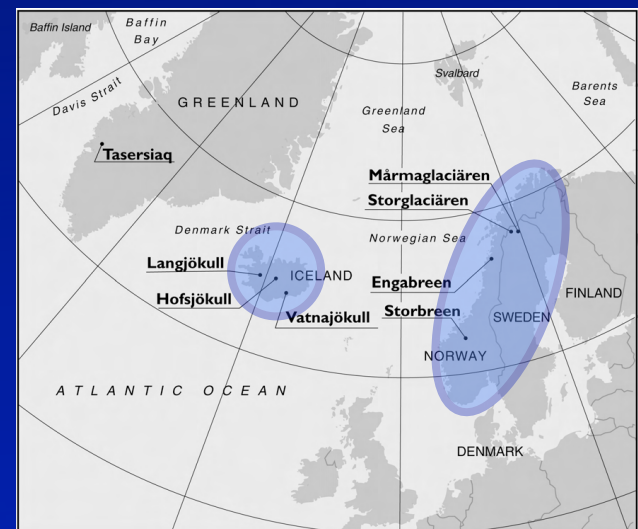 Baffin Island
Baffin
Bay
Davis Strait
GREENLAND
Svalbard
Barents
Sea
Greenland
Sea
Tasersiaq
Mårmaglaciären
Storglaciären
Denmark Strait
Norwegian Sea
Langjökull
ICELAND
Hofsjökull
Vatnajökull
Engabreen
Storbreen
FINLAND
SWEDEN
NORWAY
ATLANTIC OCEAN
DENMARK